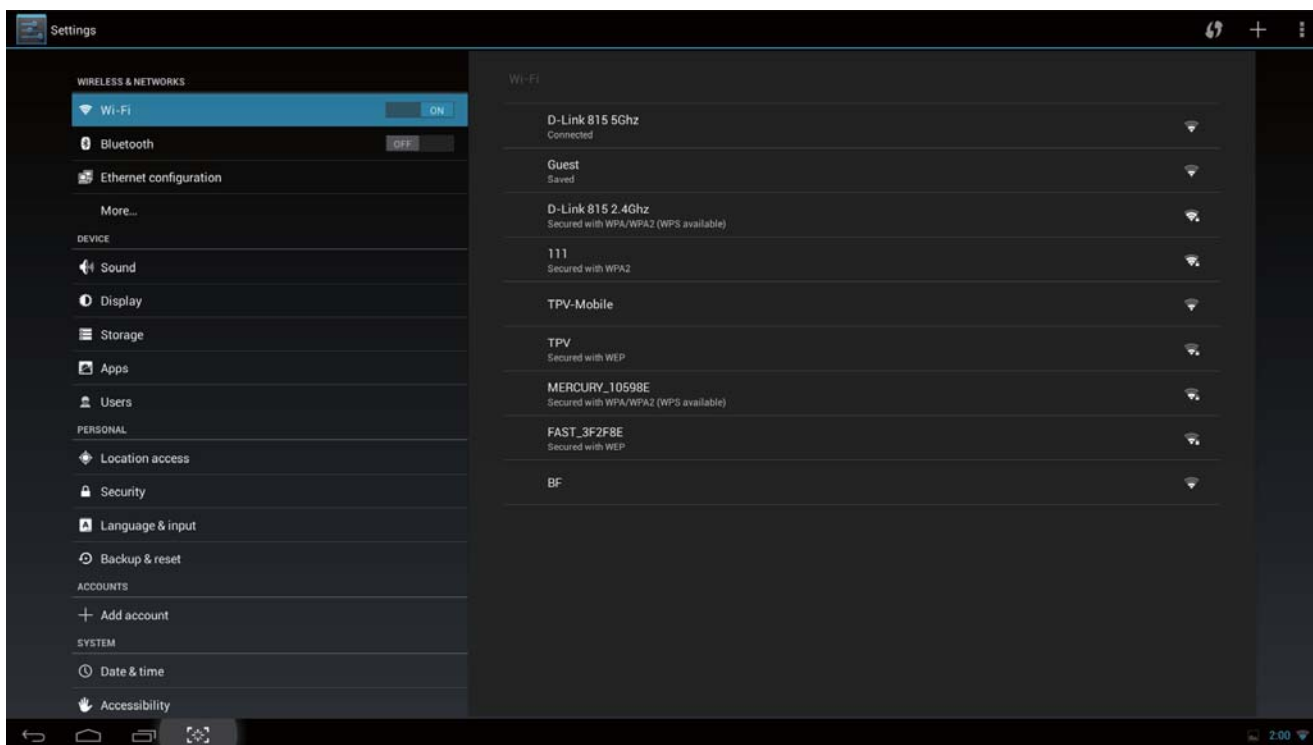 Settings
WIRELESS & NETWORKS
Wi-Fi
ON
Bluetooth
OFF
Ethernet configuration
More...
DEVICE
Sound
Display
Storage
Apps
Users
PERSONAL
Location access
Security
Language & input
Backup & reset
ACCOUNTS
Add account
SYSTEM
Date & time
Accessibility
Wi-Fi
D-Link 815 5Ghz
Connected
Guest
Saved
D-Link 815 2.4Ghz
Secured with WPA/WPA2 (WPS available)
111
Secured with WPA2
TPV-Mobile
TPV
Secured with WEP
MERCURY_10598E
Secured with WPA/WPA2 (WPS available)
FAST_3F2F8E
Secured with WEP
BF
2:00